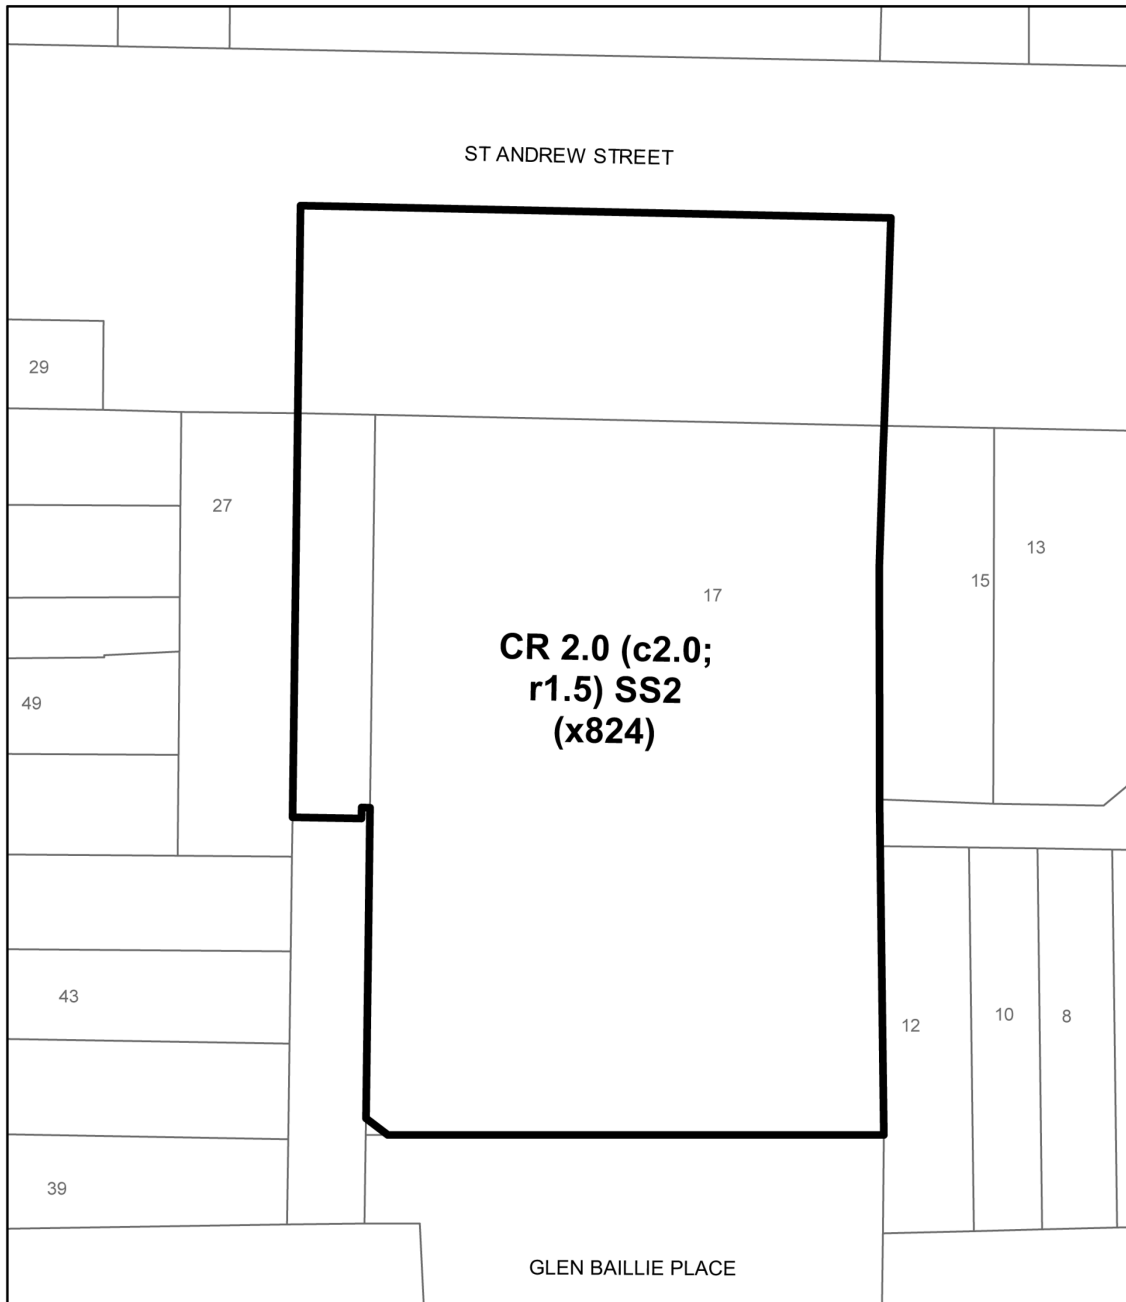 ST ANDREW STREET
29
27
13
15
17
CR 2.0 (c2.0;
r1.5) SS2
(x824)
49
43
12
10
8
39
GLEN BAILLIE PLACE